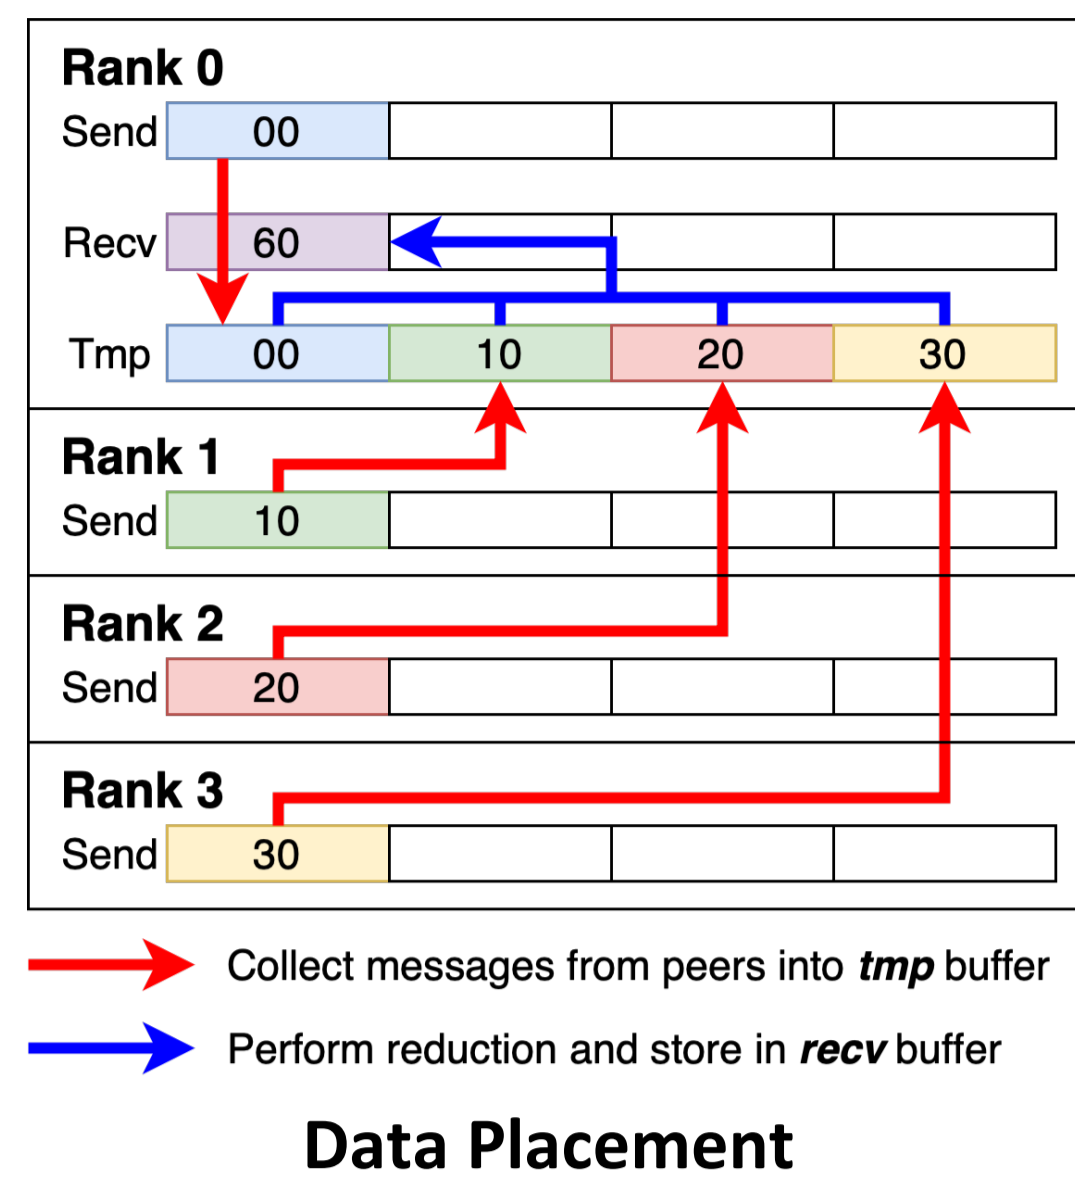 Rank 0
Send 00
Recv 60
Tmp 00 10 20 30
Rank 1
Send 10
Rank 2
Send 20
Rank 3
Send 30
Collect messages from peers into tmp buffer
Perform reduction and store in recv buffer
Data Placement